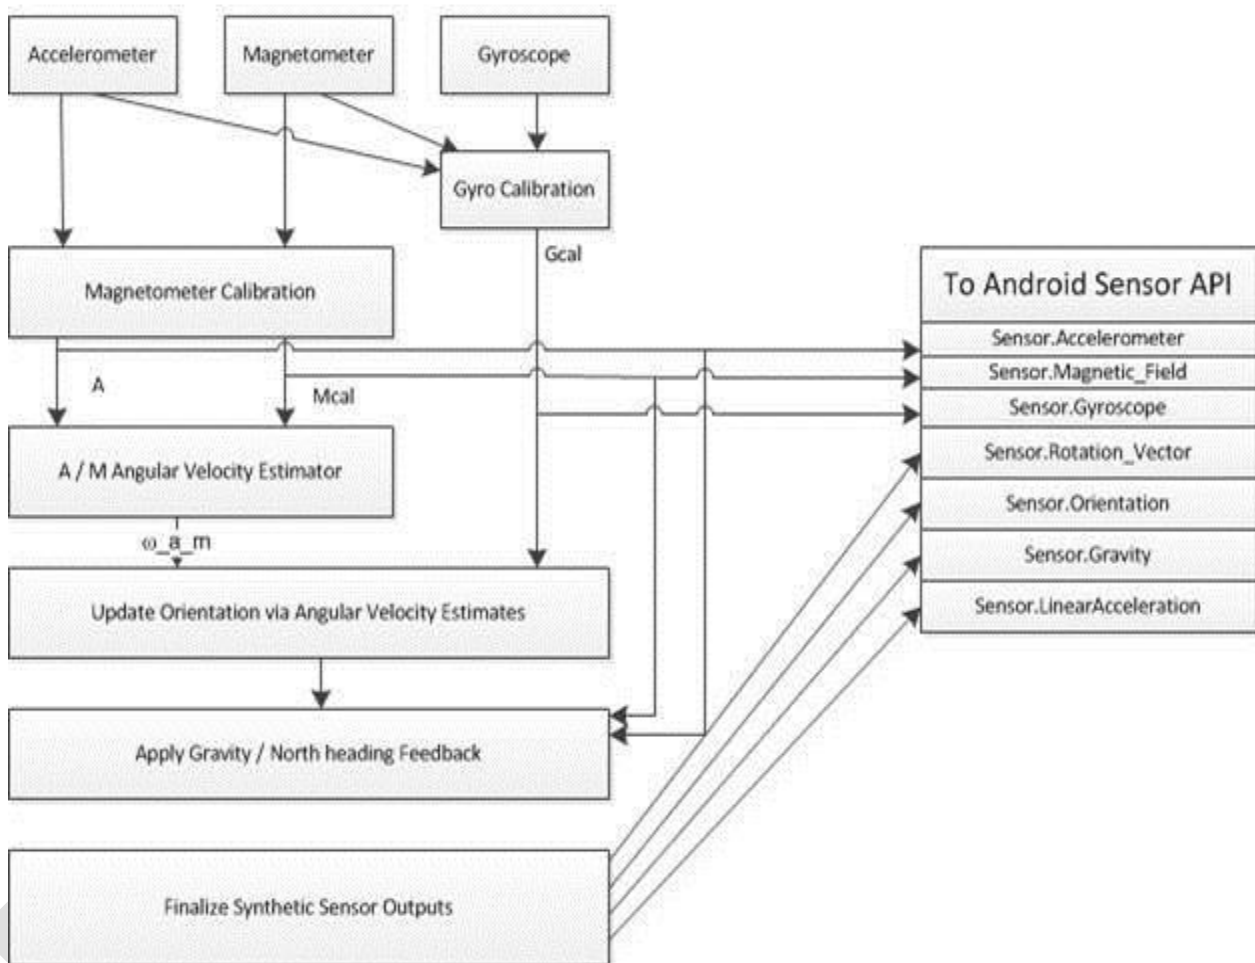 Accelerometer
Magnetometer
Gyroscope
Gyro Calibration
Gcal
Magnetometer Calibration
A
Mcal
A / M Angular Velocity Estimator
ω_a_m
Update Orientation via Angular Velocity Estimates
Apply Gravity / North heading Feedback
Finalize Synthetic Sensor Outputs
To Android Sensor API
Sensor.Accelerometer
Sensor.Magnetic_Field
Sensor.Gyroscope
Sensor.Rotation_Vector
Sensor.Orientation
Sensor.Gravity
Sensor.LinearAcceleration